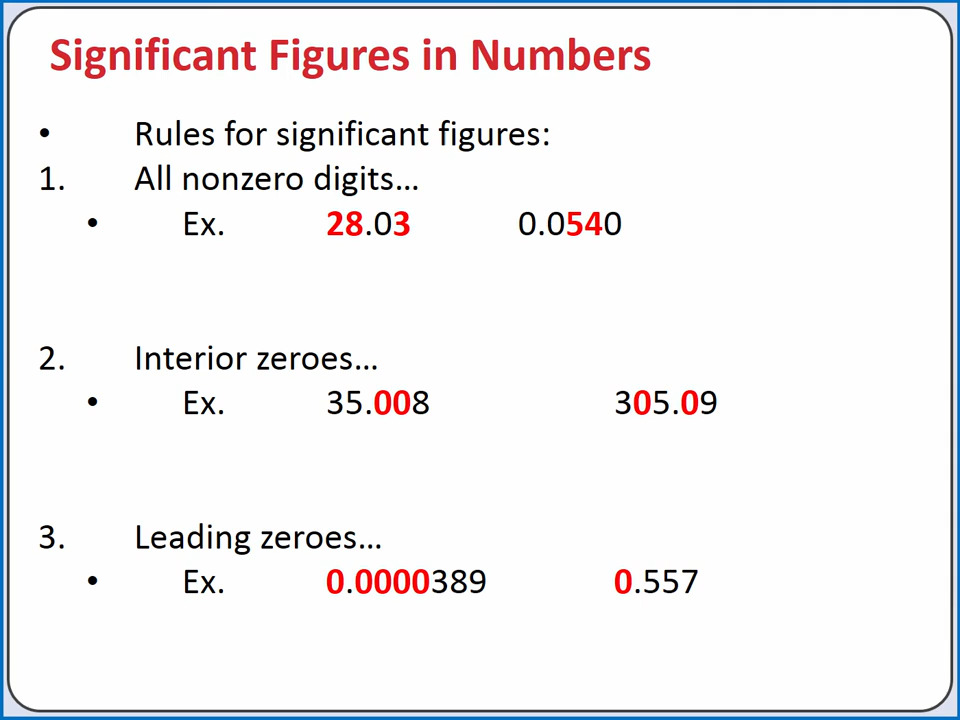 Significant Figures in Numbers
• Rules for significant figures:
1. All nonzero digits…
• Ex. 28.03 0.0540
2. Interior zeroes…
• Ex. 35.008 305.09
3. Leading zeroes…
• Ex. 0.0000389 0.557